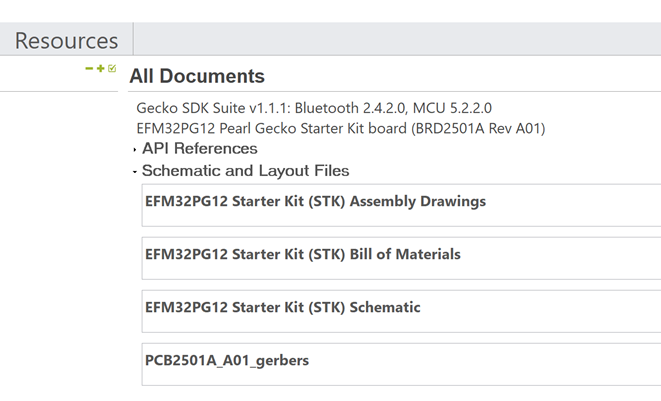 Resources
All Documents
Gecko SDK Suite v1.1.1: Bluetooth 2.4.2.0, MCU 5.2.2.0
EFM32PG12 Pearl Gecko Starter Kit board (BRD2501A Rev A01)
API References
Schematic and Layout Files
EFM32PG12 Starter Kit (STK) Assembly Drawings
EFM32PG12 Starter Kit (STK) Bill of Materials
EFM32PG12 Starter Kit (STK) Schematic
PCB2501A_A01_gerbers